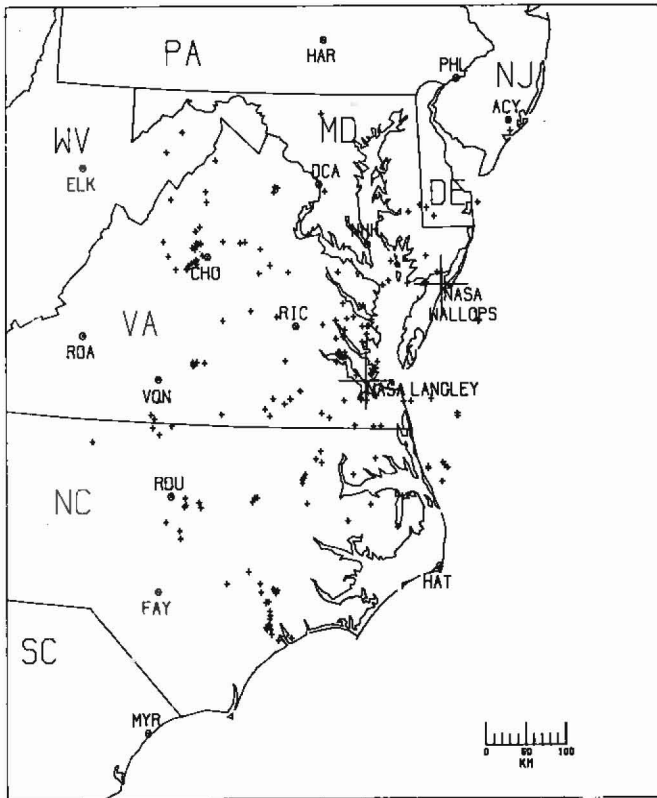 PA
HAR
PHL
NJ
ACY
MD
WV
ELK
DCA
DE
NHK
CHO
NASA
WALLOPS
VA
RIC
ROA
VQN
NASA LANGLEY
NC
RDU
HAT
FAY
SC
MYR
0 50 100
KM